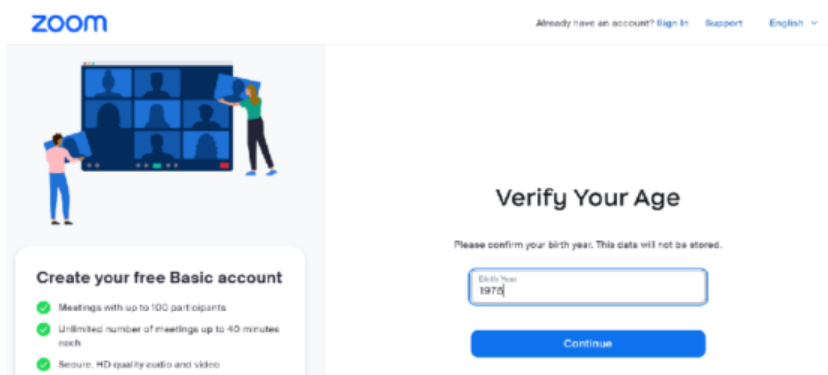 zoom
Already have an account? Sign In Support English
Verify Your Age
Please confirm your birth year. This data will not be stored.
Birth Year
Continue
Create your free Basic account
Meetings with up to 100 participants
Unlimited number of meetings up to 40 minutes
each
Secure, HD quality audio and video